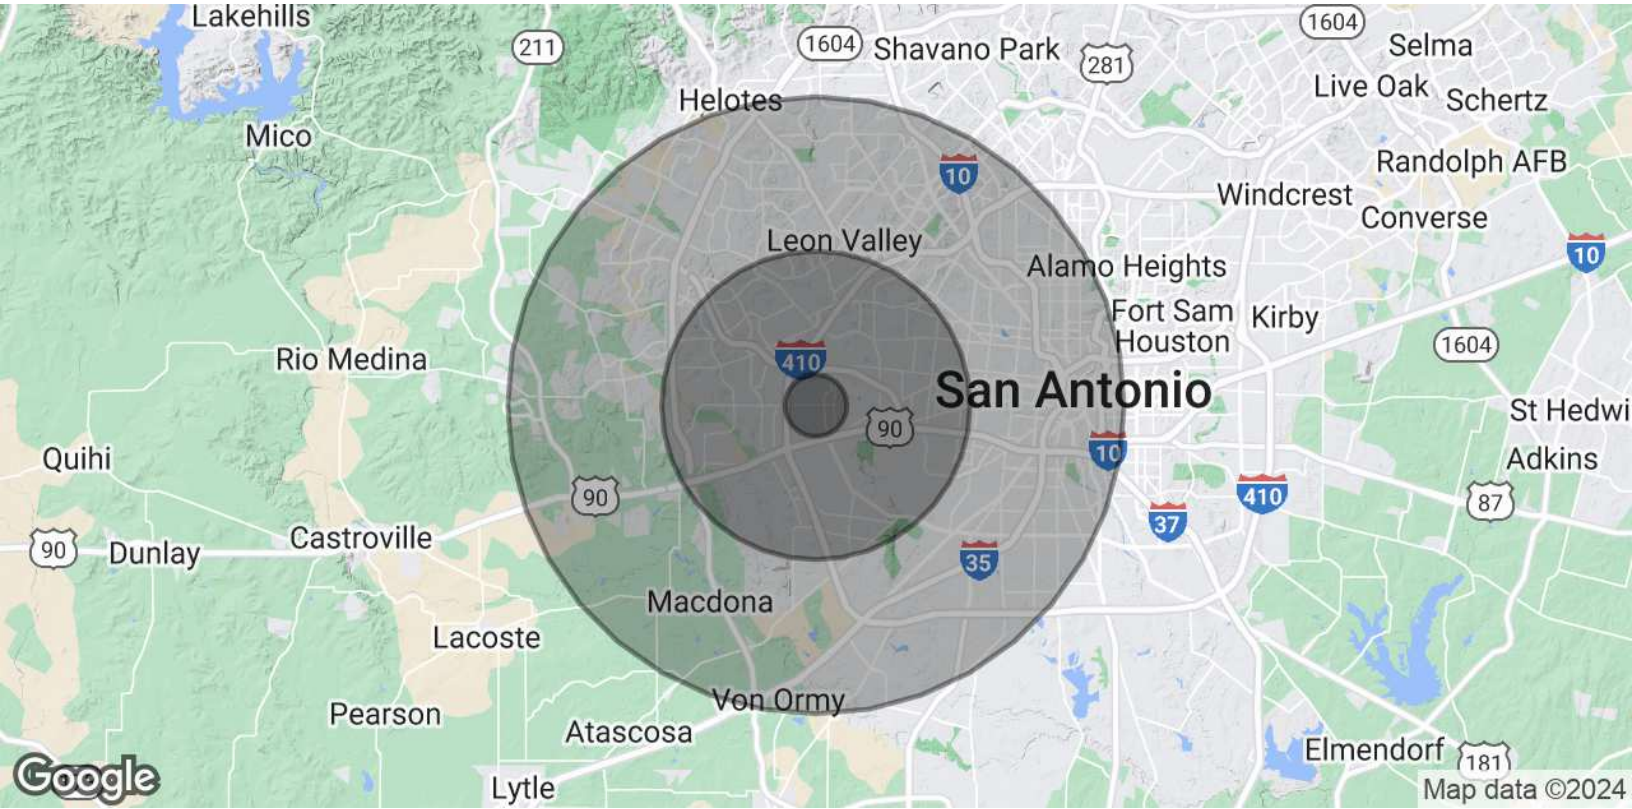 Lakehills
1604
211
1604
Shavano Park
281
Selma
Live Oak
Schertz
Helotes
Mico
Randolph AFB
10
Windcrest
Converse
Leon Valley
10
Alamo Heights
Fort Sam
Houston
Kirby
1604
Rio Medina
410
San Antonio
St Hedwi
90
10
Quihi
Adkins
90
410
87
37
Castroville
90
Dunlay
35
Macdona
Lacoste
Von Ormy
Pearson
Atascosa
Elmendorf
181
Google
Lytle
Map data ©2024